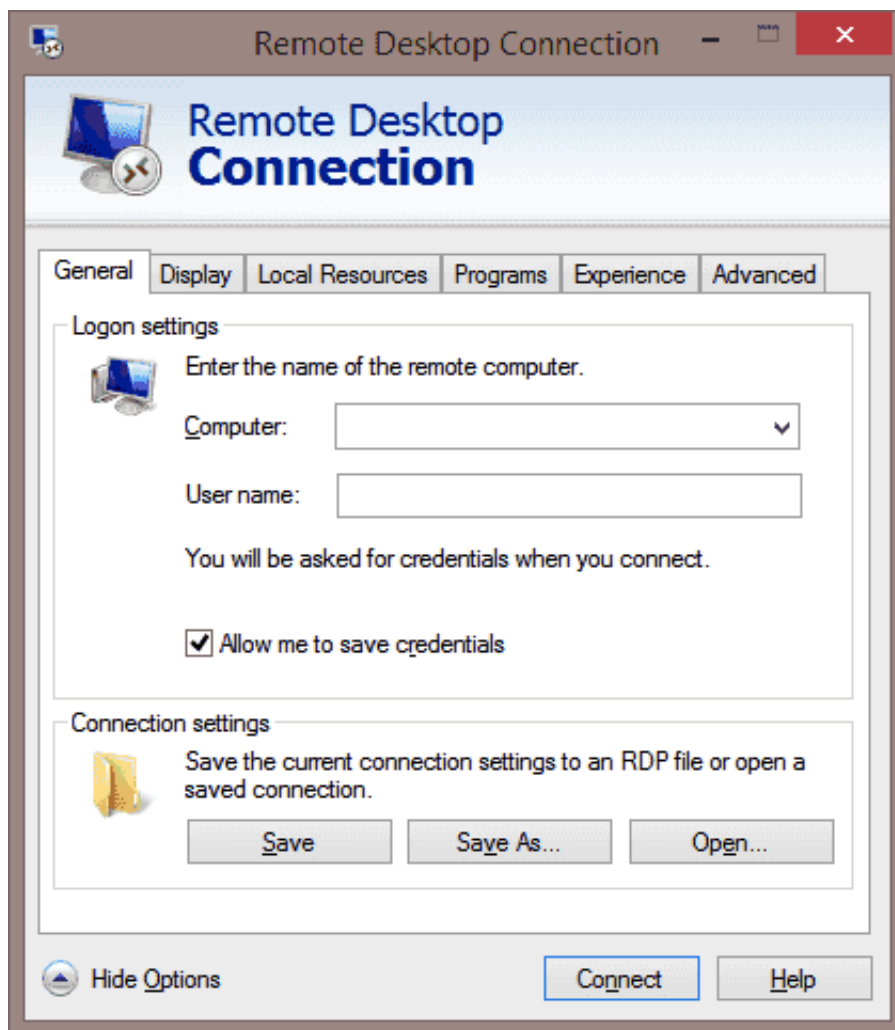 Remote Desktop Connection
Remote Desktop
Connection
General Display Local Resources Programs Experience Advanced
Logon settings
Enter the name of the remote computer.
Computer:
User name:
You will be asked for credentials when you connect.
Allow me to save credentials
Connection settings
Save the current connection settings to an RDP file or open a
saved connection.
Save Save As... Open...
Hide Options Connect Help